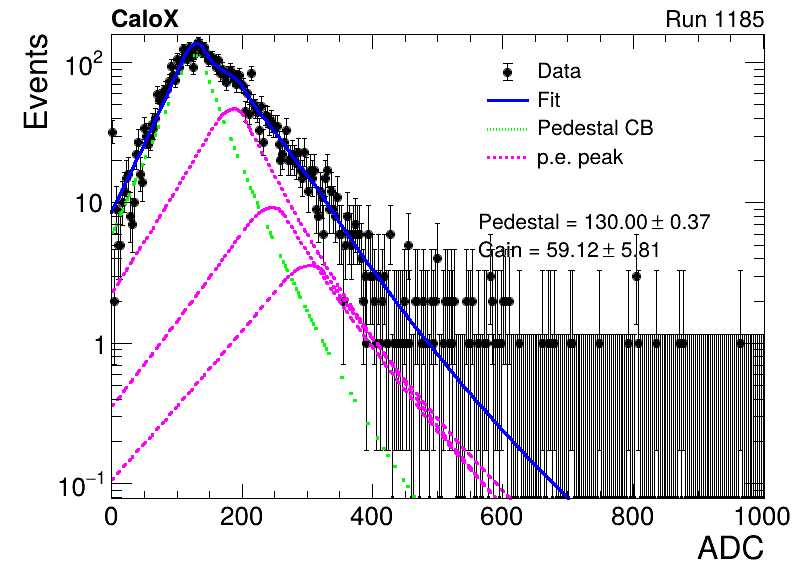 CaloX Run 1185
Events
10²
10
1
10⁻¹
Data
Fit
Pedestal CB
p.e. peak
Pedestal = 130.00 ± 0.37
Gain = 59.12 ± 5.81
0 200 400 600 800 1000
ADC